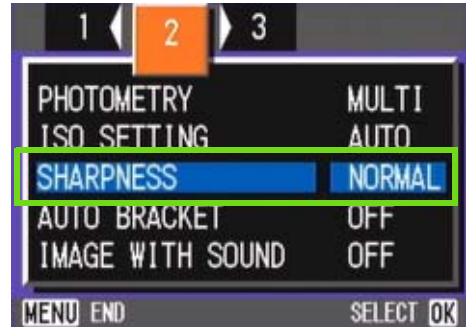 1 2 3
PHOTOMETRY MULTI
ISO SETTING AUTO
SHARPNESS NORMAL
AUTO BRACKET OFF
IMAGE WITH SOUND OFF
MENU END SELECT OK